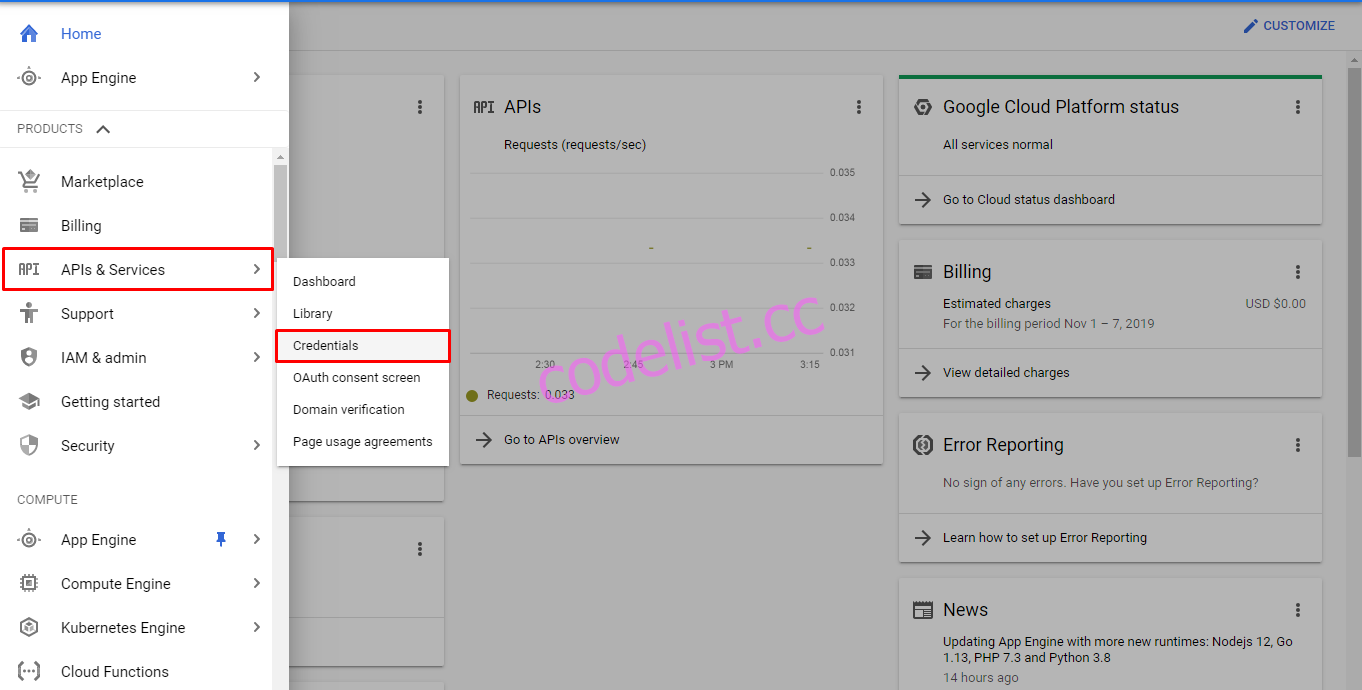 Home
App Engine
PRODUCTS
Marketplace
Billing
API APIs & Services
Support
IAM & admin
Getting started
Security
COMPUTE
App Engine
Compute Engine
Kubernetes Engine
Cloud Functions
Dashboard
Library
Credentials
OAuth consent screen
Domain verification
Page usage agreements
CUSTOMIZE
API APIs
Requests (requests/sec)
0.035
0.034
0.033
0.032
0.031
2:30 2:45 3 PM 3:15
Requests: 0.033
Go to APIs overview
codelist.cc
Google Cloud Platform status
All services normal
Go to Cloud status dashboard
Billing
Estimated charges USD $0.00
For the billing period Nov 1 – 7, 2019
View detailed charges
Error Reporting
No sign of any errors. Have you set up Error Reporting?
Learn how to set up Error Reporting
News
Updating App Engine with more new runtimes: Nodejs 12, Go
1.13, PHP 7.3 and Python 3.8
14 hours ago